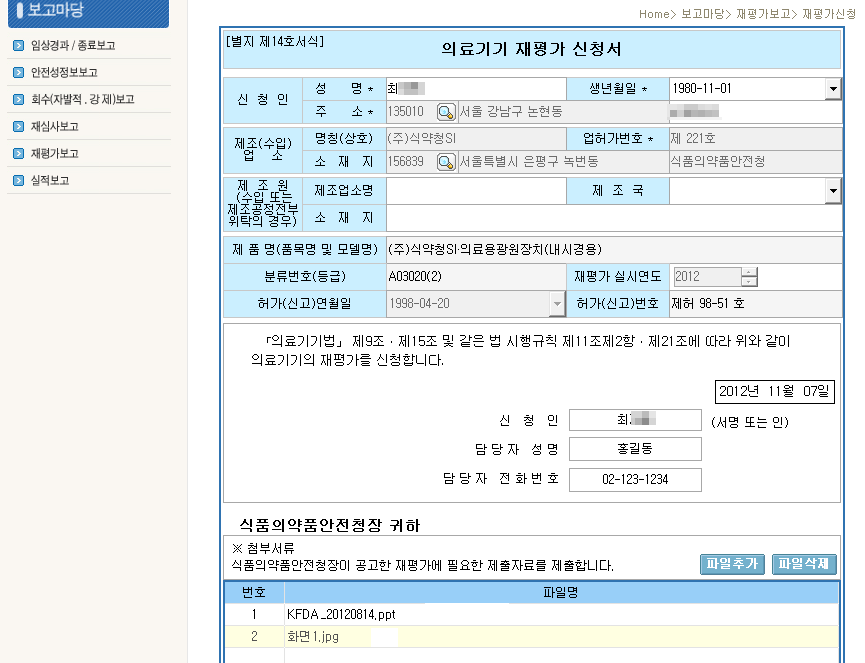 보고마당
Home> 보고마당> 재평가보고> 재평가신청
임상경과 / 종료보고
안전성정보보고
회수(자발적 . 강 제)보고
재심사보고
재평가보고
실적보고
[별지 제14호서식]
의료기기 재평가 신청서
신 청 인
성 명 * 최
생년월일 * 1980-11-01
주 소 * 135010 서울 강남구 논현동
제조(수입) 업 소
명칭(상호) (주)식약청SI
업허가번호 * 제 221호
소 재 지 156839 서울특별시 은평구 녹번동 식품의약품안전청
제 조 원
(수입 또는
제조공정전부
위탁의 경우)
제조업소명
제 조 국
소 재 지
제 품 명(품목명 및 모델명) (주)식약청SI·의료용광원장치(내시경용)
분류번호(등급) A03020(2) 재평가 실시연도 2012
허가(신고)연월일 1998-04-20 허가(신고)번호 제허 98-51 호
「의료기기법」 제9조ㆍ제15조 및 같은 법 시행규칙 제11조제2항ㆍ제21조에 따라 위와 같이
의료기기의 재평가를 신청합니다.
2012년 11월 07일
신 청 인 최 (서명 또는 인)
담당자 성명 홍길동
담당자 전화번호 02-123-1234
식품의약품안전청장 귀하
※ 첨부서류
식품의약품안전청장이 공고한 재평가에 필요한 제출자료를 제출합니다.
파일추가 파일삭제
번호 파일명
1 KFDA_20120814.ppt
2 화면1.jpg